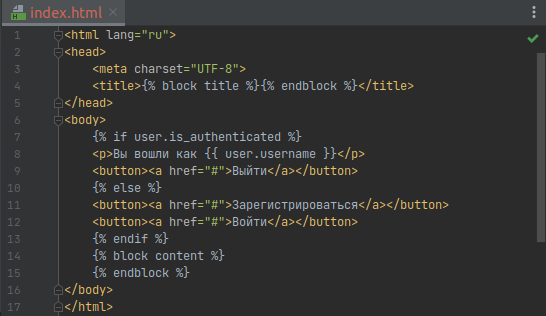 index.html
1 <html lang="ru">
2 <head>
3     <meta charset="UTF-8">
4     <title>{% block title %}{% endblock %}</title>
5 </head>
6 <body>
7     {% if user.is_authenticated %}
8     <p>Вы вошли как {{ user.username }}</p>
9     <button><a href="#">Выйти</a></button>
10     {% else %}
11     <button><a href="#">Зарегистрироваться</a></button>
12     <button><a href="#">Войти</a></button>
13     {% endif %}
14     {% block content %}
15     {% endblock %}
16 </body>
17 </html>